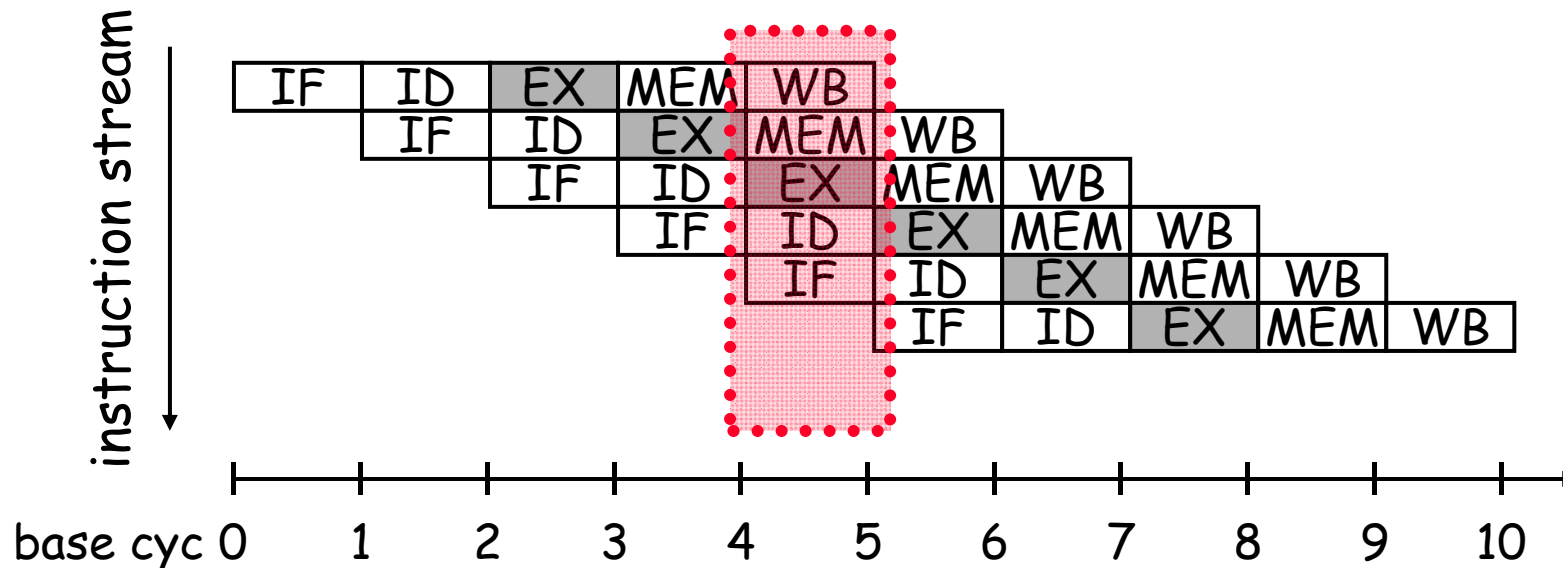 instruction stream
IF ID EX MEM WB
IF ID EX MEM WB
IF ID EX MEM WB
IF ID EX MEM WB
IF ID EX MEM WB
IF ID EX MEM WB
base cyc 0 1 2 3 4 5 6 7 8 9 10